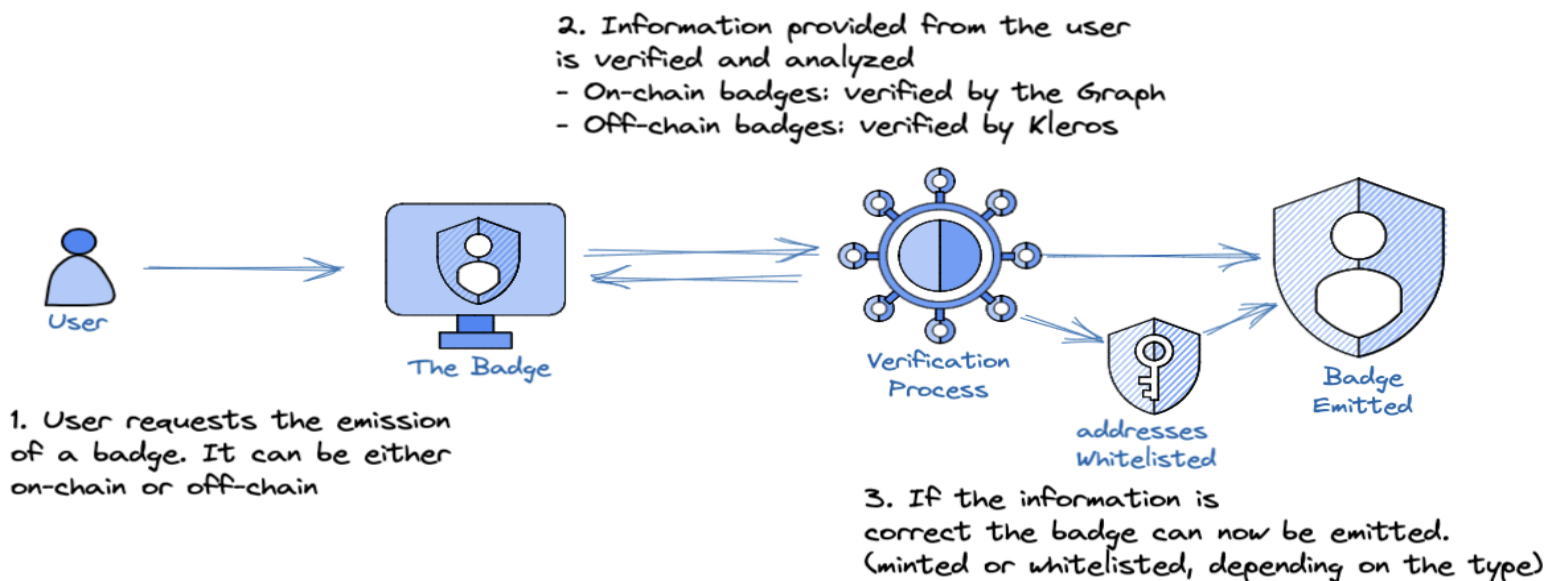 2. Information provided from the user
is verified and analyzed
- On-chain badges: verified by the Graph
- Off-chain badges: verified by Kleros
User
The Badge
Verification
Process
addresses
Whitelisted
Badge
Emitted
1. User requests the emission
of a badge. It can be either
on-chain or off-chain
3. If the information is
correct the badge can now be emitted.
(minted or whitelisted, depending on the type)